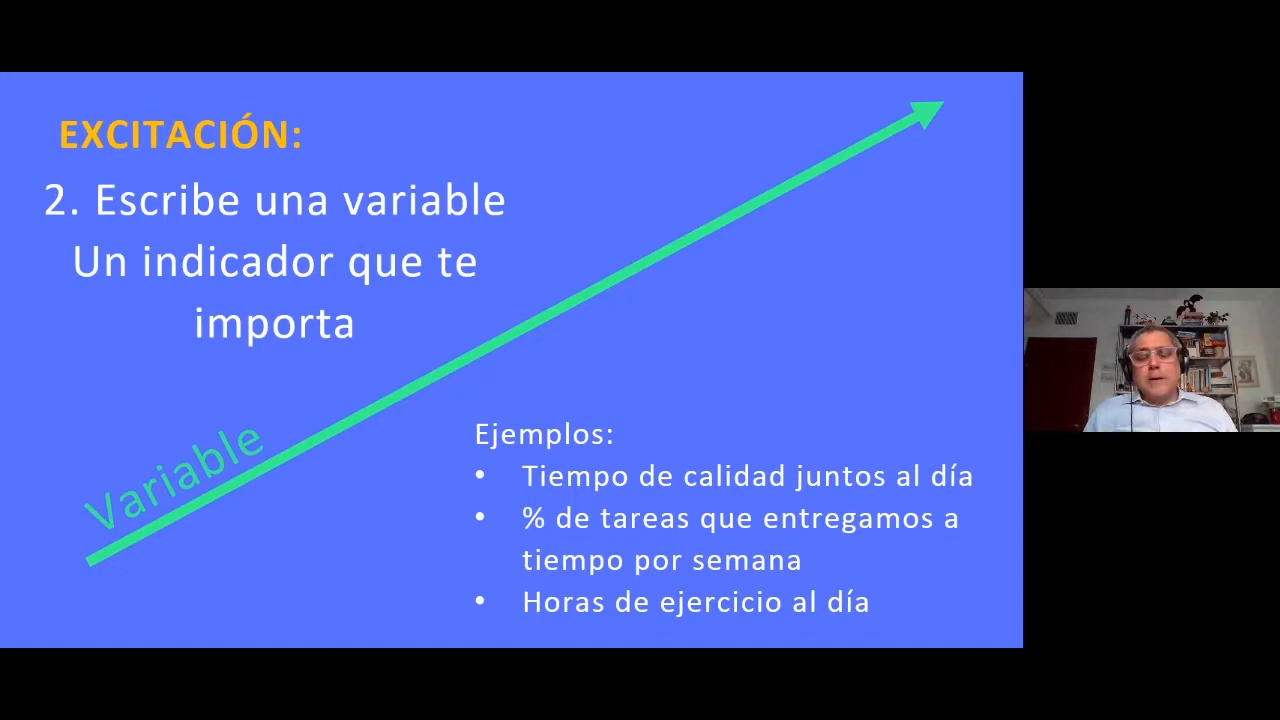 EXCITACIÓN:
2. Escribe una variable
Un indicador que te
importa
Variable
Ejemplos:
• Tiempo de calidad juntos al día
• % de tareas que entregamos a
tiempo por semana
• Horas de ejercicio al día